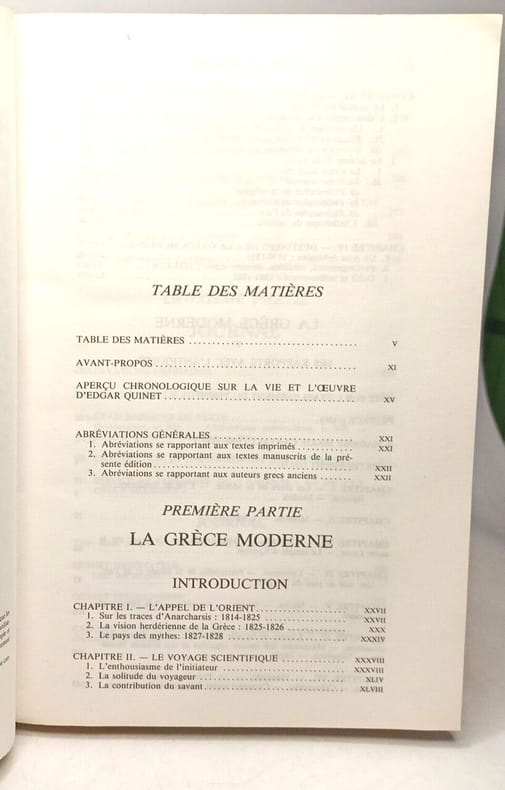 TABLE DES MATIÈRES
TABLE DES MATIÈRES V
AVANT-PROPOS XI
APERÇU CHRONOLOGIQUE SUR LA VIE ET L'ŒUVRE
D'EDGAR QUINET XV
ABRÉVIATIONS GÉNÉRALES XXI
1. Abréviations se rapportant aux textes imprimés XXI
2. Abréviations se rapportant aux textes manuscrits de la pré-
sente édition XXII
3. Abréviations se rapportant aux auteurs grecs anciens XXII
PREMIÈRE PARTIE
LA GRÈCE MODERNE
INTRODUCTION
CHAPITRE I. — L'APPEL DE L'ORIENT XXVII
1. Sur les traces d'Anarcharsis : 1814-1825 XXVII
2. La vision herdérienne de la Grèce : 1825-1826 XXX
3. Le pays des mythes: 1827-1828 XXXIV
CHAPITRE II. — LE VOYAGE SCIENTIFIQUE XXXVIII
1. L'enthousiasme de l'initiateur XXXVIII
2. La solitude du voyageur XLIV
3. La contribution du savant XLVIII